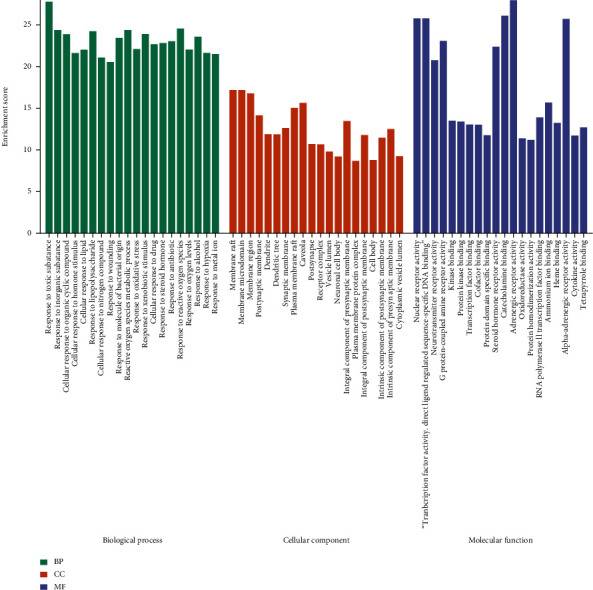 25
20
15
10
5
0
Enrichment score
Response to toxic substance
Response to inorganic substance
Cellular response to organic cyclic compound
Cellular response to hormone stimulus
Cellular response to lipid
Response to lipopolysaccharide
Cellular response to nitrogen compound
Response to wounding
Response to molecule of bacterial origin
Reactive oxygen species metabolic process
Response to oxidative stress
Response to xenobiotic stimulus
Cellular response to drug
Response to steroid hormone
Response to antibiotic
Response to reactive oxygen species
Response to oxygen levels
Response to alcohol
Response to hypoxia
Response to metal ion
Membrane raft
Membrane microdomain
Membrane region
Postsynaptic membrane
Dendrite
Dendritic tree
Synaptic membrane
Plasma membrane raft
Caveola
Postsynapse
Receptor complex
Vesicle lumen
Neuronal cell body
Integral component of presynaptic membrane
Plasma membrane protein complex
Integral component of postsynaptic membrane
Cell body
Intrinsic component of postsynaptic membrane
Intrinsic component of presynaptic membrane
Cytoplasmic vesicle lumen
Nuclear receptor activity
Neurotransmitter receptor activity
G protein-coupled amine receptor activity
Kinase binding
Protein kinase binding
Transcription factor binding
Cofactor binding
Protein domain specific binding
Steroid hormone receptor activity
Catecholamine binding
Adrenergic receptor activity
Oxidoreductase activity
Protein homodimerization activity
RNA polymerase II transcription factor binding
Ammonium ion binding
Heme binding
Alpha-adrenergic receptor activity
Cytokine activity
Tetrapyrrole binding
Biological process
Cellular component
Molecular function
BP
CC
MF